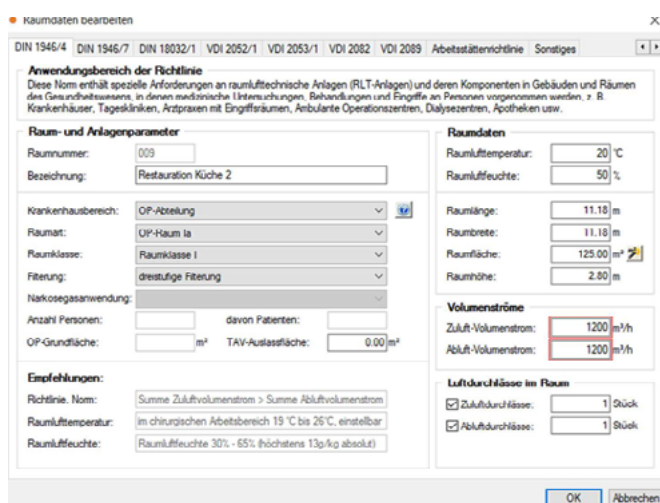 Raumdaten bearbeiten
X
DIN 1946/4 DIN 1946/7 DIN 18032/1 VDI 2052/1 VDI 2053/1 VDI 2082 VDI 2089 Arbeitsstättenrichtlinie Sonstiges
Anwendungsbereich der Richtlinie
Diese Norm enthält spezielle Anforderungen an raumlufttechnische Anlagen (RLT-Anlagen) und deren Komponenten in Gebäuden und Räumen
des Gesundheitswesens, in denen medizinische Untersuchungen, Behandlungen und Eingriffe an Personen vorgenommen werden, z. B.
Krankenhäuser, Tageskliniken, Arztpraxen mit Eingriffsräumen, Ambulante Operationszentren, Dialysezentren, Apotheken usw.
Raum- und Anlagenparameter
Raumnummer: 009
Bezeichnung: Restauration Küche 2
Krankenhausbereich: OP-Abteilung
Raumart: OP-Raum Ia
Raumklasse: Raumklasse I
Filterung: dreistufige Filterung
Narkosegasanwendung:
Anzahl Personen: davon Patienten:
OP-Grundfläche: m² TAV-Auslassfläche: 0.00 m²
Empfehlungen:
Richtlinie. Norm: Summe Zuluftvolumenstrom > Summe Abluftvolumenstrom
Raumlufttemperatur: im chirurgischen Arbeitsbereich 19 °C bis 26°C, einstellbar
Raumluftfeuchte: Raumluftfeuchte 30% - 65% (höchstens 13g/kg absolut)
Raumdaten
Raumlufttemperatur: 20 °C
Raumluftfeuchte: 50 %
Raumlänge: 11.18 m
Raumbreite: 11.18 m
Raumfläche: 125.00 m²
Raumhöhe: 2.80 m
Volumenströme
Zuluft-Volumenstrom: 1200 m³/h
Abluft-Volumenstrom: 1200 m³/h
Luftdurchlässe im Raum
Zuluftdurchlässe: 1 Stück
Abluftdurchlässe: 1 Stück
OK Abbrechen